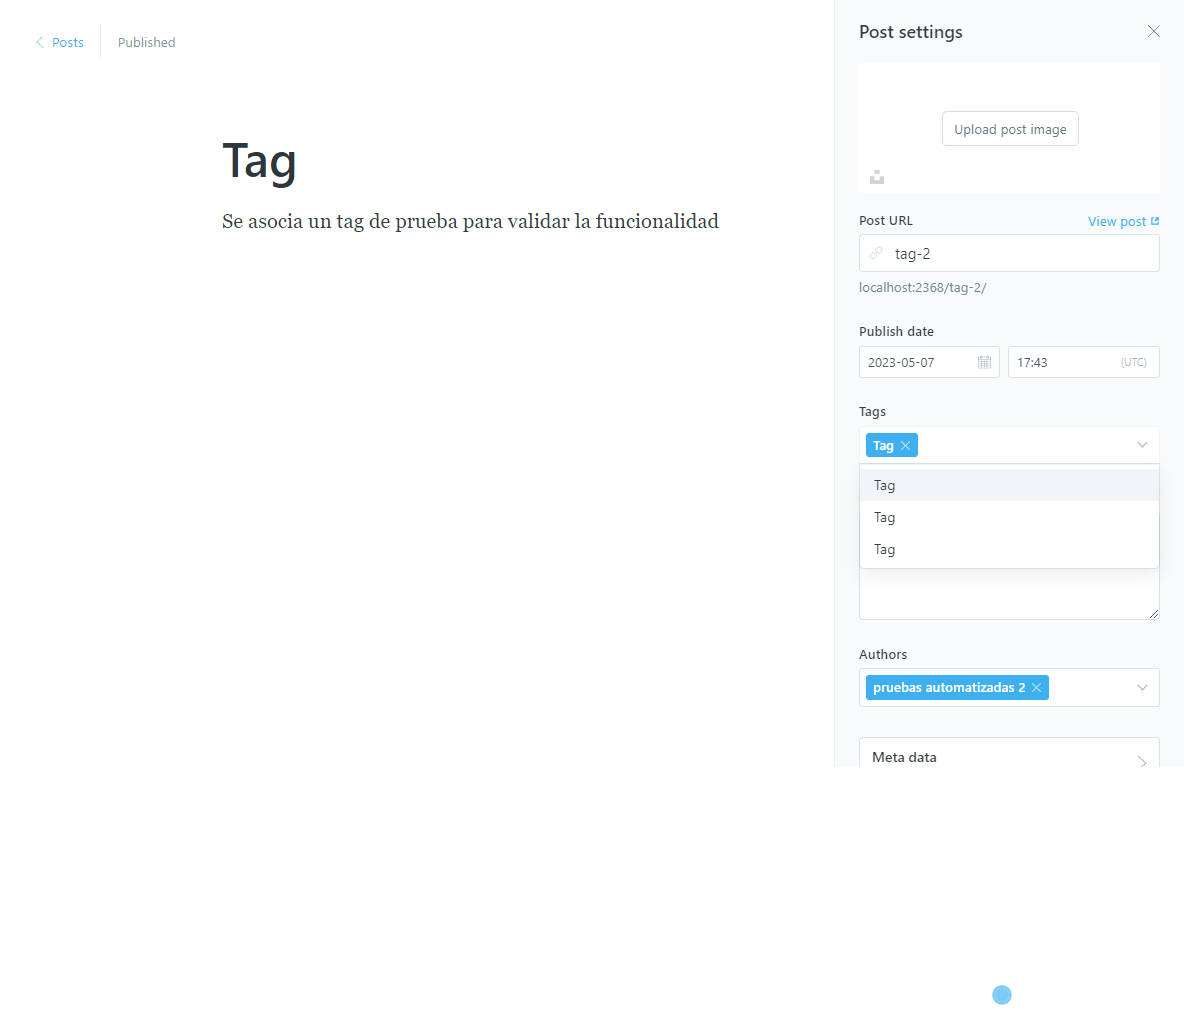 Posts
Published
Tag
Se asocia un tag de prueba para validar la funcionalidad
Post settings
Upload post image
Post URL
View post
tag-2
localhost:2368/tag-2/
Publish date
2023-05-07
17:43
(UTC)
Tags
Tag
Tag
Tag
Tag
Authors
pruebas automatizadas 2
Meta data